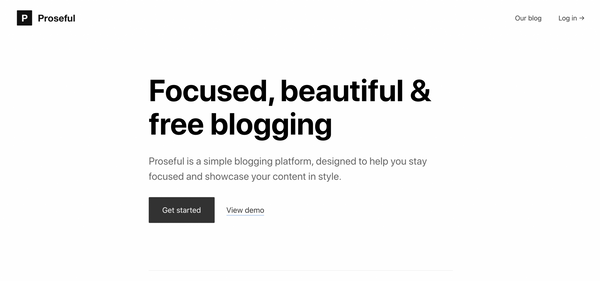 P Proseful
Our blog
Log in →
Focused, beautiful &
free blogging
Proseful is a simple blogging platform, designed to help you stay
focused and showcase your content in style.
Get started
View demo